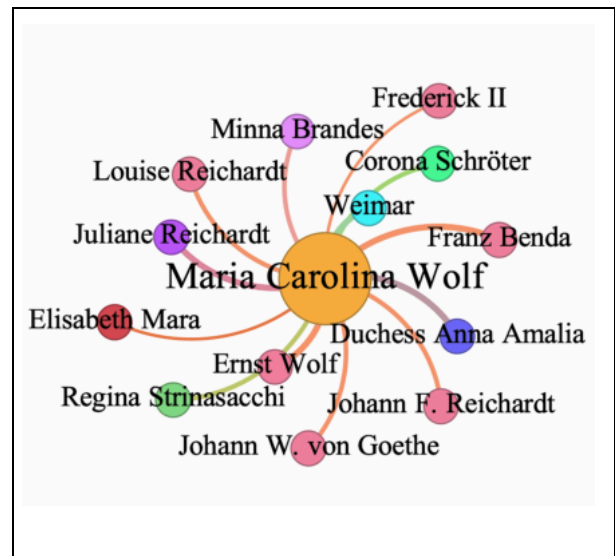 Frederick II
Minna Brandes
Corona Schröter
Louise Reichardt
Weimar
Juliane Reichardt
Franz Benda
Maria Carolina Wolf
Elisabeth Mara
Duchess Anna Amalia
Ernst Wolf
Regina Strinasacchi
Johann F. Reichardt
Johann W. von Goethe